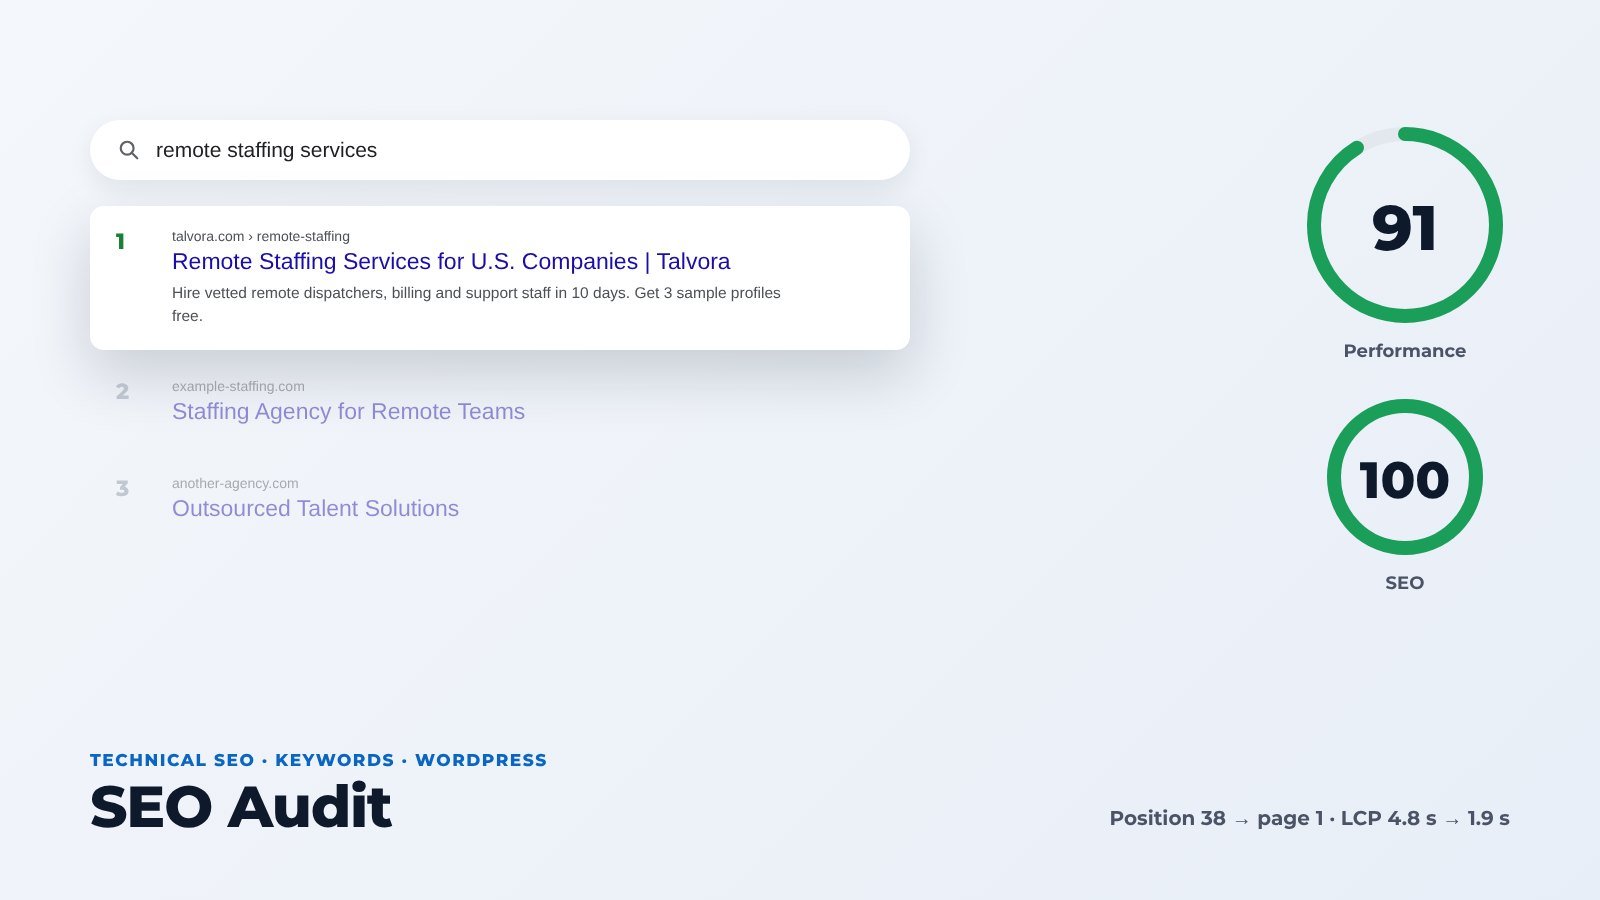 remote staffing services
1
talvora.com › remote-staffing
Remote Staffing Services for U.S. Companies | Talvora
Hire vetted remote dispatchers, billing and support staff in 10 days. Get 3 sample profiles
free.
2
example-staffing.com
Staffing Agency for Remote Teams
3
another-agency.com
Outsourced Talent Solutions
91
Performance
100
SEO
TECHNICAL SEO · KEYWORDS · WORDPRESS
SEO Audit
Position 38 → page 1 · LCP 4.8 s → 1.9 s